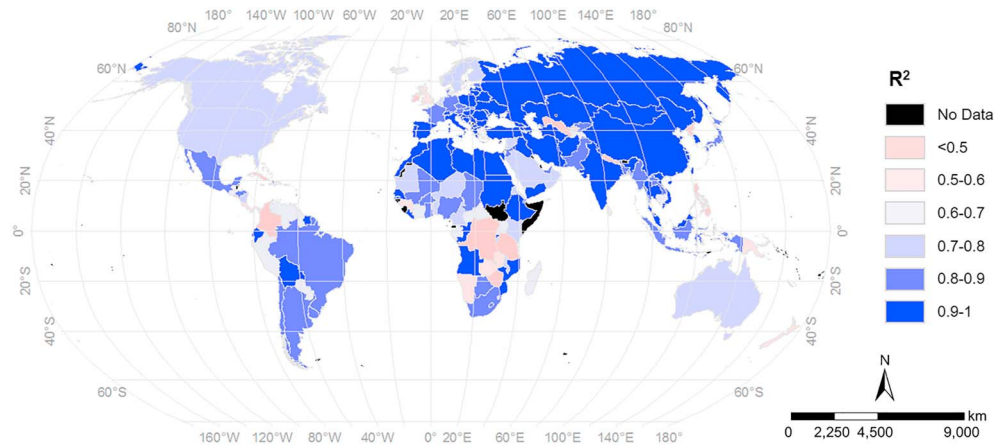 180° 140°W 100°W 60°W 20°W 20°E 60°E 100°E 140°E 180°
80°N 80°N
60°N 60°N
40°N 40°N
20°N 20°N
0° 0°
20°S 20°S
40°S 40°S
60°S 60°S
160°W 120°W 80°W 40°W 0° 20°E 60°E 100°E 140°E 180°
R²
No Data
<0.5
0.5-0.6
0.6-0.7
0.7-0.8
0.8-0.9
0.9-1
N
km
0 2,250 4,500 9,000